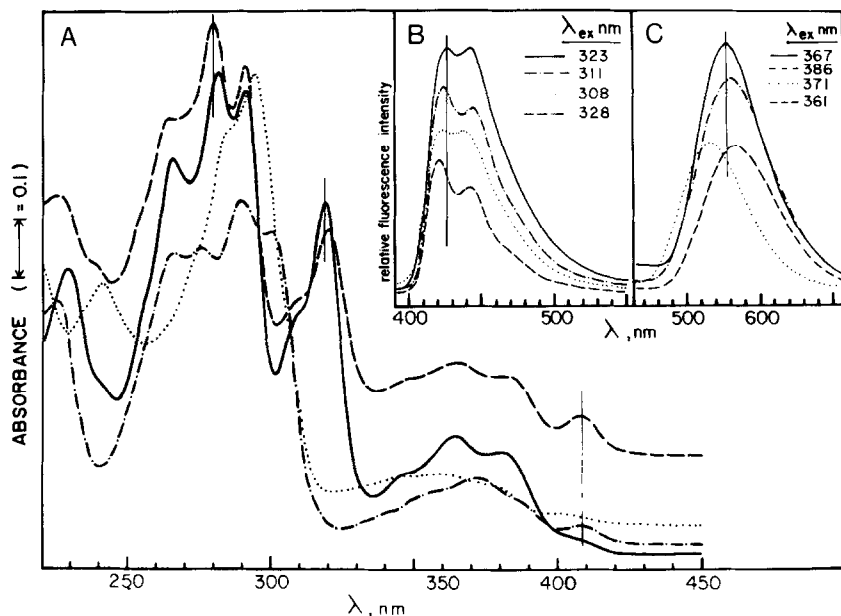 A
B
C
λex nm
323
311
308
328
λex nm
367
386
371
361
relative fluorescence intensity
400
500
500
600
λ, nm
ABSORBANCE (|←→| = 0.1)
250
300
350
400
450
λ, nm